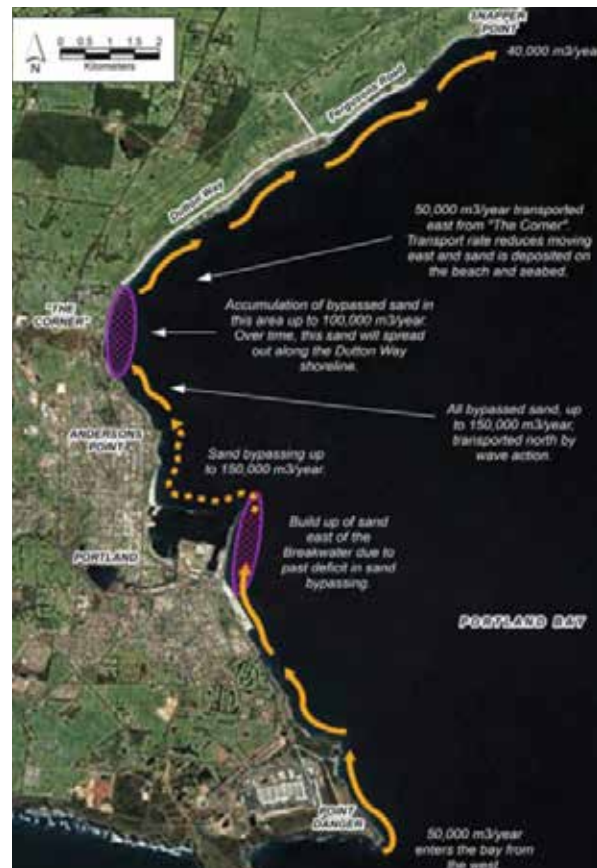 SNAPPER
POINT
0 0.5 1 1.5 2
Kilometers
N
40,000 m3/year
Fergusons Road
Dutton Way
50,000 m3/year transported
east from "The Corner".
Transport rate reduces moving
east and sand is deposited on
the beach and seabed.
"THE
CORNER"
Accumulation of bypassed sand in
this area up to 100,000 m3/year.
Over time, this sand will spread
out along the Dutton Way
shoreline.
All bypassed sand, up
to 150,000 m3/year,
transported north by
wave action.
ANDERSONS
POINT
Sand bypassing up
to 150,000 m3/year.
Build up of sand
east of the
Breakwater due to
past deficit in sand
bypassing.
PORTLAND
PORTLAND BAY
POINT
DANGER
50,000 m3/year
enters the bay from
the west